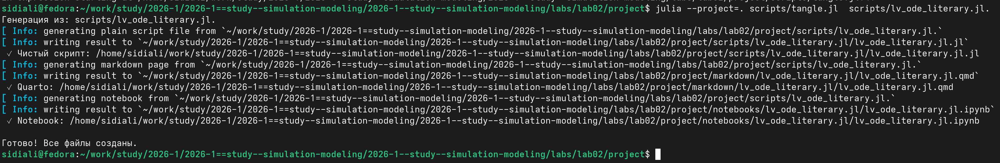 sidiali@fedora:~/work/study/2026-1/2026-1==study--simulation-modeling/2026-1--study--simulation-modeling/labs/lab02/project$ julia --project=. scripts/tangle.jl  scripts/lv_ode_literary.jl.
Генерация из: scripts/lv_ode_literary.jl.
[ Info: generating plain script file from `~/work/study/2026-1/2026-1==study--simulation-modeling/2026-1--study--simulation-modeling/labs/lab02/project/scripts/lv_ode_literary.jl.`
[ Info: writing result to `~/work/study/2026-1/2026-1==study--simulation-modeling/2026-1--study--simulation-modeling/labs/lab02/project/scripts/lv_ode_literary.jl/lv_ode_literary.jl.jl`
✓ Чистый скрипт: /home/sidiali/work/study/2026-1/2026-1==study--simulation-modeling/2026-1--study--simulation-modeling/labs/lab02/project/scripts/lv_ode_literary.jl/lv_ode_literary.jl.jl
[ Info: generating markdown page from `~/work/study/2026-1/2026-1==study--simulation-modeling/2026-1--study--simulation-modeling/labs/lab02/project/scripts/lv_ode_literary.jl.`
[ Info: writing result to `~/work/study/2026-1/2026-1==study--simulation-modeling/2026-1--study--simulation-modeling/labs/lab02/project/markdown/lv_ode_literary.jl/lv_ode_literary.jl.qmd`
✓ Quarto: /home/sidiali/work/study/2026-1/2026-1==study--simulation-modeling/2026-1--study--simulation-modeling/labs/lab02/project/markdown/lv_ode_literary.jl/lv_ode_literary.jl.qmd
[ Info: generating notebook from `~/work/study/2026-1/2026-1==study--simulation-modeling/2026-1--study--simulation-modeling/labs/lab02/project/scripts/lv_ode_literary.jl.`
[ Info: writing result to `~/work/study/2026-1/2026-1==study--simulation-modeling/2026-1--study--simulation-modeling/labs/lab02/project/notebooks/lv_ode_literary.jl/lv_ode_literary.jl.ipynb`
✓ Notebook: /home/sidiali/work/study/2026-1/2026-1==study--simulation-modeling/2026-1--study--simulation-modeling/labs/lab02/project/notebooks/lv_ode_literary.jl/lv_ode_literary.jl.ipynb
Готово! Все файлы созданы.
sidiali@fedora:~/work/study/2026-1/2026-1==study--simulation-modeling/2026-1--study--simulation-modeling/labs/lab02/project$